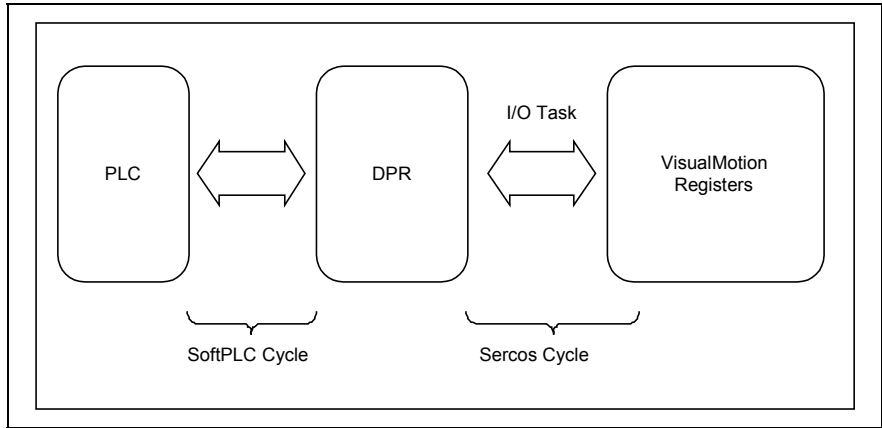 I/O Task
PLC
DPR
VisualMotion
Registers
SoftPLC Cycle
Sercos Cycle